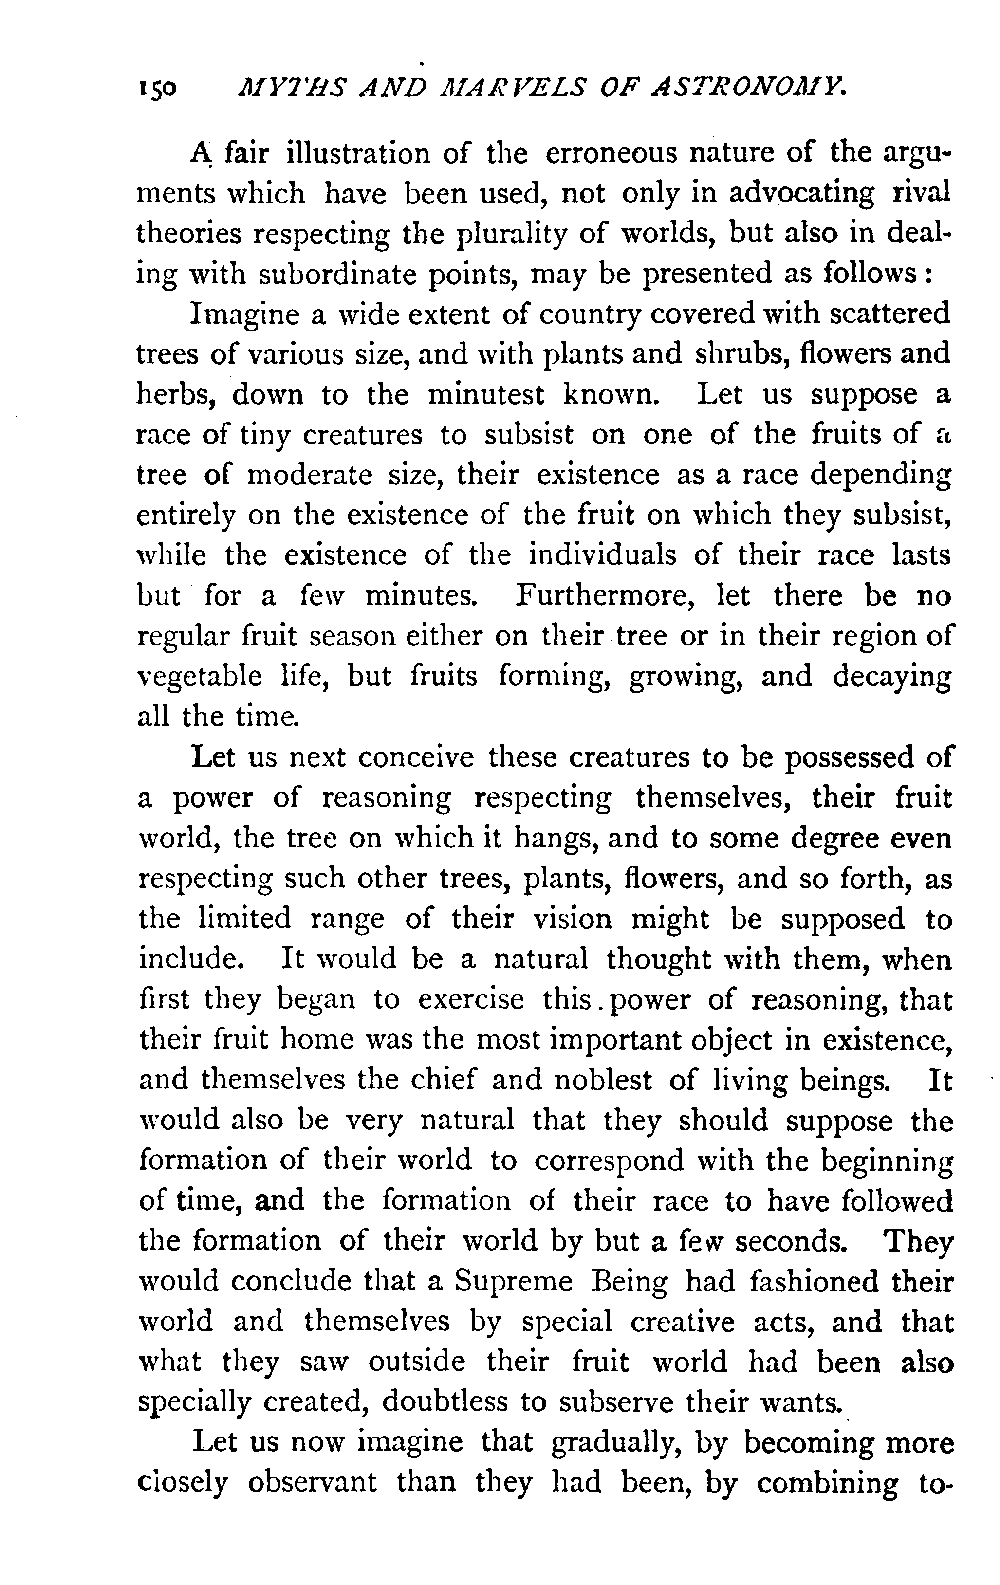 150 MYTHS AND MARVELS OF ASTRONOMY.
A fair illustration of the erroneous nature of the argu-
ments which have been used, not only in advocating rival
theories respecting the plurality of worlds, but also in deal-
ing with subordinate points, may be presented as follows :
Imagine a wide extent of country covered with scattered
trees of various size, and with plants and shrubs, flowers and
herbs, down to the minutest known. Let us suppose a
race of tiny creatures to subsist on one of the fruits of a
tree of moderate size, their existence as a race depending
entirely on the existence of the fruit on which they subsist,
while the existence of the individuals of their race lasts
but for a few minutes. Furthermore, let there be no
regular fruit season either on their tree or in their region of
vegetable life, but fruits forming, growing, and decaying
all the time.
Let us next conceive these creatures to be possessed of
a power of reasoning respecting themselves, their fruit
world, the tree on which it hangs, and to some degree even
respecting such other trees, plants, flowers, and so forth, as
the limited range of their vision might be supposed to
include. It would be a natural thought with them, when
first they began to exercise this power of reasoning, that
their fruit home was the most important object in existence,
and themselves the chief and noblest of living beings. It
would also be very natural that they should suppose the
formation of their world to correspond with the beginning
of time, and the formation of their race to have followed
the formation of their world by but a few seconds. They
would conclude that a Supreme Being had fashioned their
world and themselves by special creative acts, and that
what they saw outside their fruit world had been also
specially created, doubtless to subserve their wants.
Let us now imagine that gradually, by becoming more
closely observant than they had been, by combining to-